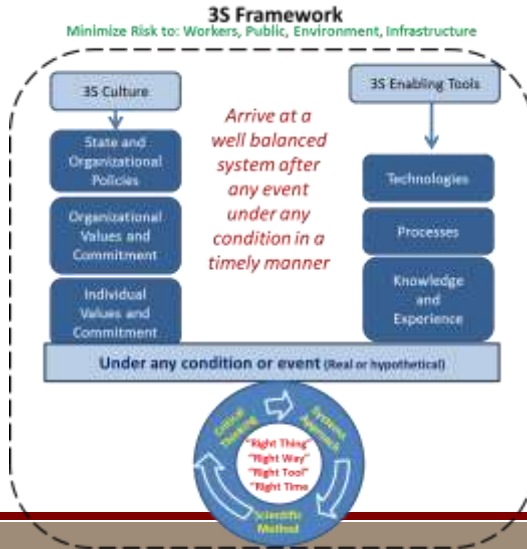 3S Framework
Minimize Risk to: Workers, Public, Environment, Infrastructure
3S Culture
State and
Organizational
Policies
Organizational
Values and
Commitment
Individual
Values and
Commitment
Arrive at a
well balanced
system after
any event
under any
condition in a
timely manner
3S Enabling Tools
Technologies
Processes
Knowledge
and
Experience
Under any condition or event (Real or hypothetical)
Critical Thinking
Systems Approach
Scientific
Method
"Right Thing"
"Right Way"
"Right Tool"
"Right Time